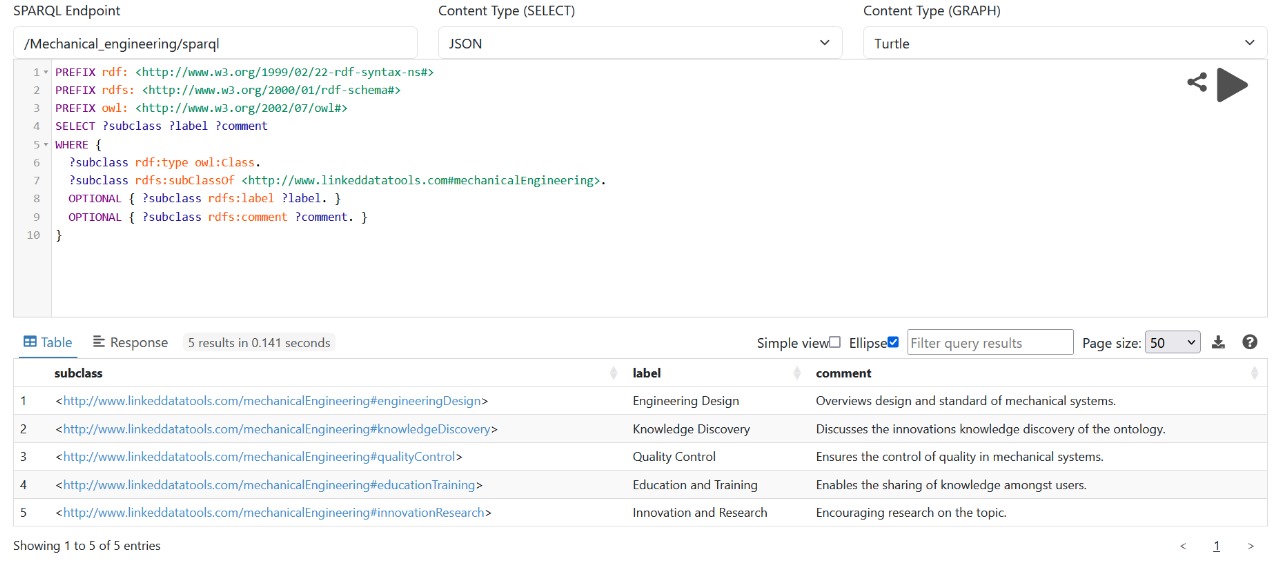 SPARQL Endpoint Content Type (SELECT) Content Type (GRAPH)
/Mechanical_engineering/sparql JSON Turtle
1 PREFIX rdf: <http://www.w3.org/1999/02/22-rdf-syntax-ns#>
2 PREFIX rdfs: <http://www.w3.org/2000/01/rdf-schema#>
3 PREFIX owl: <http://www.w3.org/2002/07/owl#>
4 SELECT ?subclass ?label ?comment
5 WHERE {
6 ?subclass rdf:type owl:Class.
7 ?subclass rdfs:subClassOf <http://www.linkeddatatools.com#mechanicalEngineering>.
8 OPTIONAL { ?subclass rdfs:label ?label. }
9 OPTIONAL { ?subclass rdfs:comment ?comment. }
10 }
Table Response 5 results in 0.141 seconds Simple view Ellipse Filter query results Page size: 50 ?
subclass label comment
1 <http://www.linkeddatatools.com/mechanicalEngineering#engineeringDesign> Engineering Design Overviews design and standard of mechanical systems.
2 <http://www.linkeddatatools.com/mechanicalEngineering#knowledgeDiscovery> Knowledge Discovery Discusses the innovations knowledge discovery of the ontology.
3 <http://www.linkeddatatools.com/mechanicalEngineering#qualityControl> Quality Control Ensures the control of quality in mechanical systems.
4 <http://www.linkeddatatools.com/mechanicalEngineering#educationTraining> Education and Training Enables the sharing of knowledge amongst users.
5 <http://www.linkeddatatools.com/mechanicalEngineering#innovationResearch> Innovation and Research Encouraging research on the topic.
Showing 1 to 5 of 5 entries < 1 >